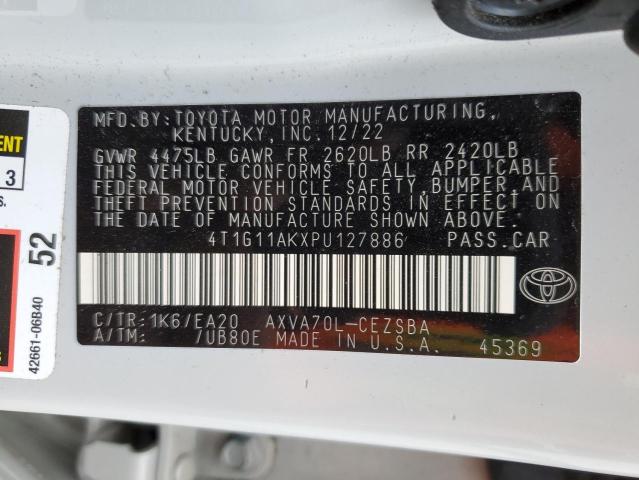 MFD. BY: TOYOTA MOTOR MANUFACTURING,
KENTUCKY, INC. 12/22
GVWR 4475LB GAWR FR 2620LB RR 2420LB
THIS VEHICLE CONFORMS TO ALL APPLICABLE
FEDERAL MOTOR VEHICLE SAFETY, BUMPER AND
THEFT PREVENTION STANDARDS IN EFFECT ON
THE DATE OF MANUFACTURE SHOWN ABOVE.
4T1G11AKXPU127886 PASS.CAR
C/TR: 1K6/EA20 AXVA70L-CEZSBA
A/TM: /UB80E MADE IN U.S.A. 45369
ENT
3
S.
52
42661-06B40